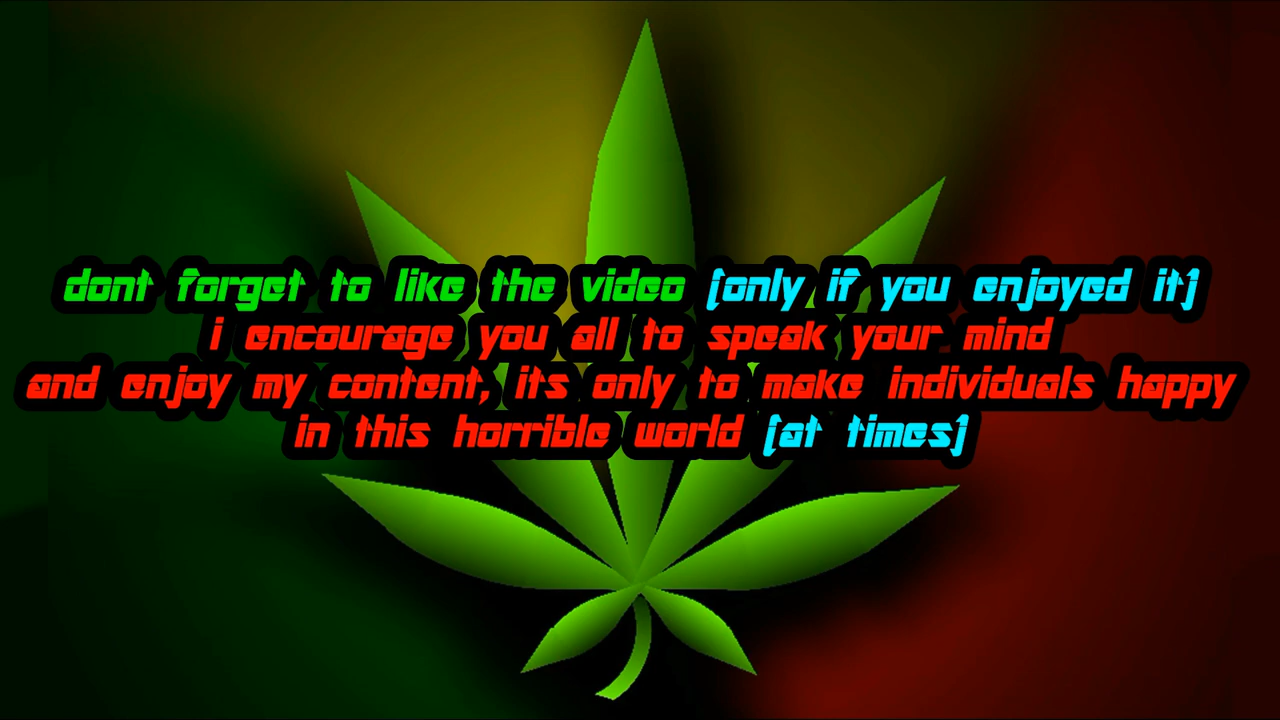 dont forget to like the video [only if you enjoyed it]
i encourage you all to speak your mind
and enjoy my content, its only to make individuals happy
in this horrible world [at times]